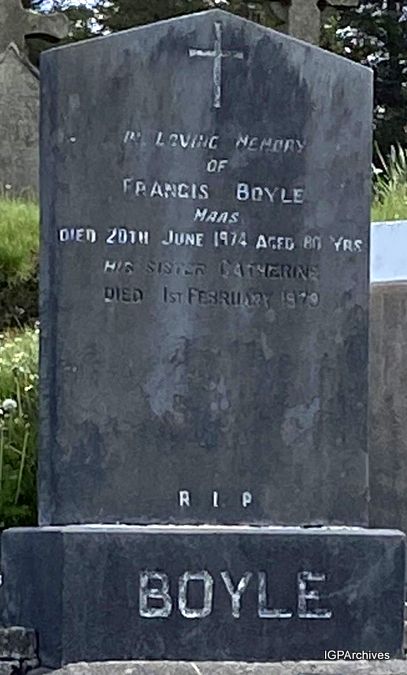 IN LOVING MEMORY
OF
FRANCIS BOYLE
MAAS
DIED 20TH JUNE 1974 AGED 80 YRS
HIS SISTER CATHERINE
DIED 1ST FEBRUARY 1979
R I P
BOYLE
IGPArchives